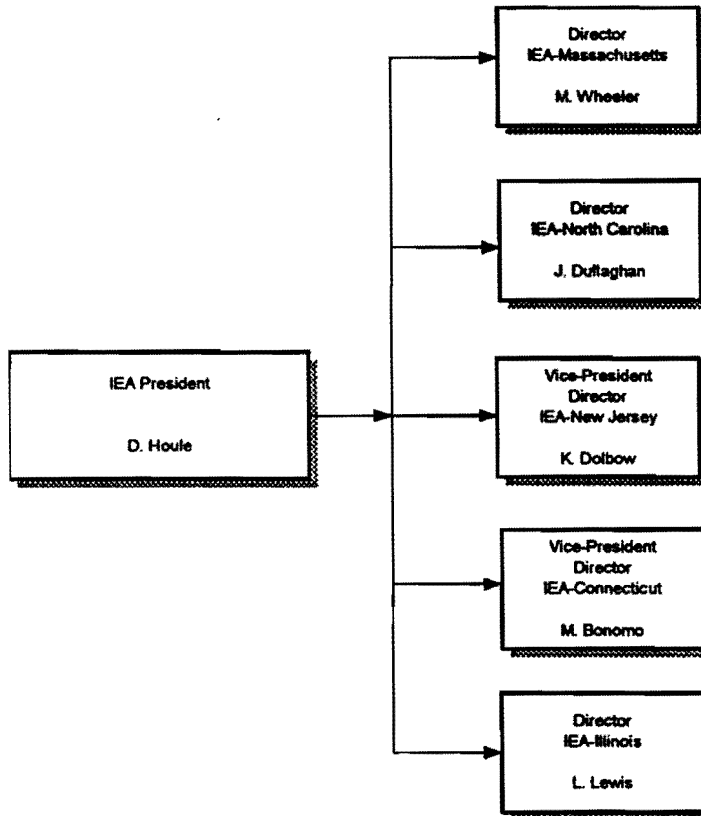 Director
IEA-Massachusetts
M. Wheeler
Director
IEA-North Carolina
J. Duflaghan
IEA President
D. Houle
Vice-President
Director
IEA-New Jersey
K. Dolbow
Vice-President
Director
IEA-Connecticut
M. Bonomo
Director
IEA-Illinois
L. Lewis